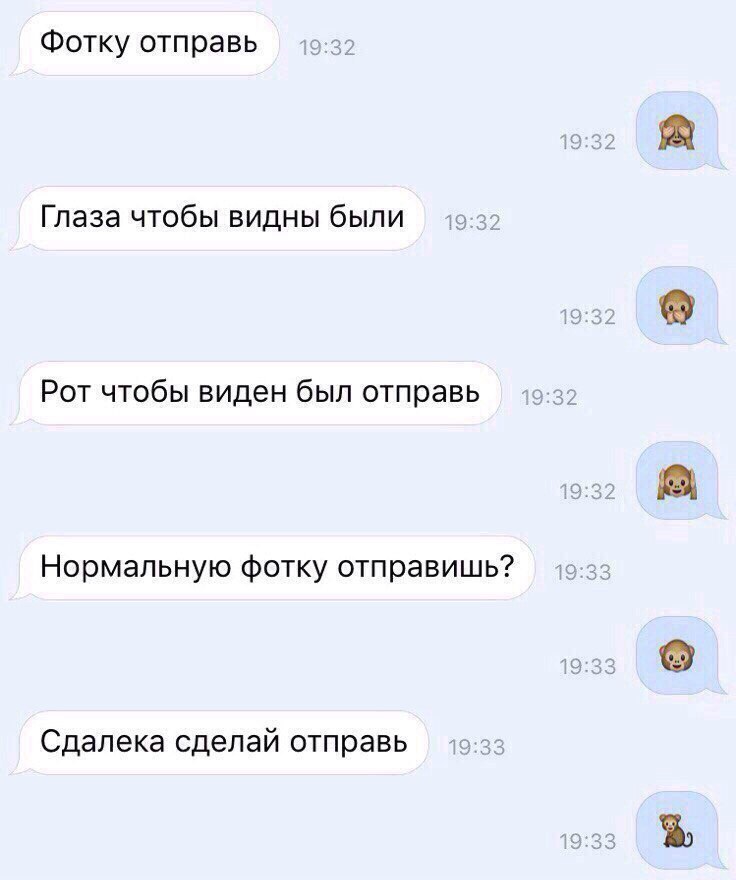 Фотку отправь 19:32
19:32 🙈
Глаза чтобы видны были 19:32
19:32 🙊
Рот чтобы виден был отправь 19:32
19:32 🙉
Нормальную фотку отправишь? 19:33
19:33 🐵
Сдалека сделай отправь 19:33
19:33 🐒